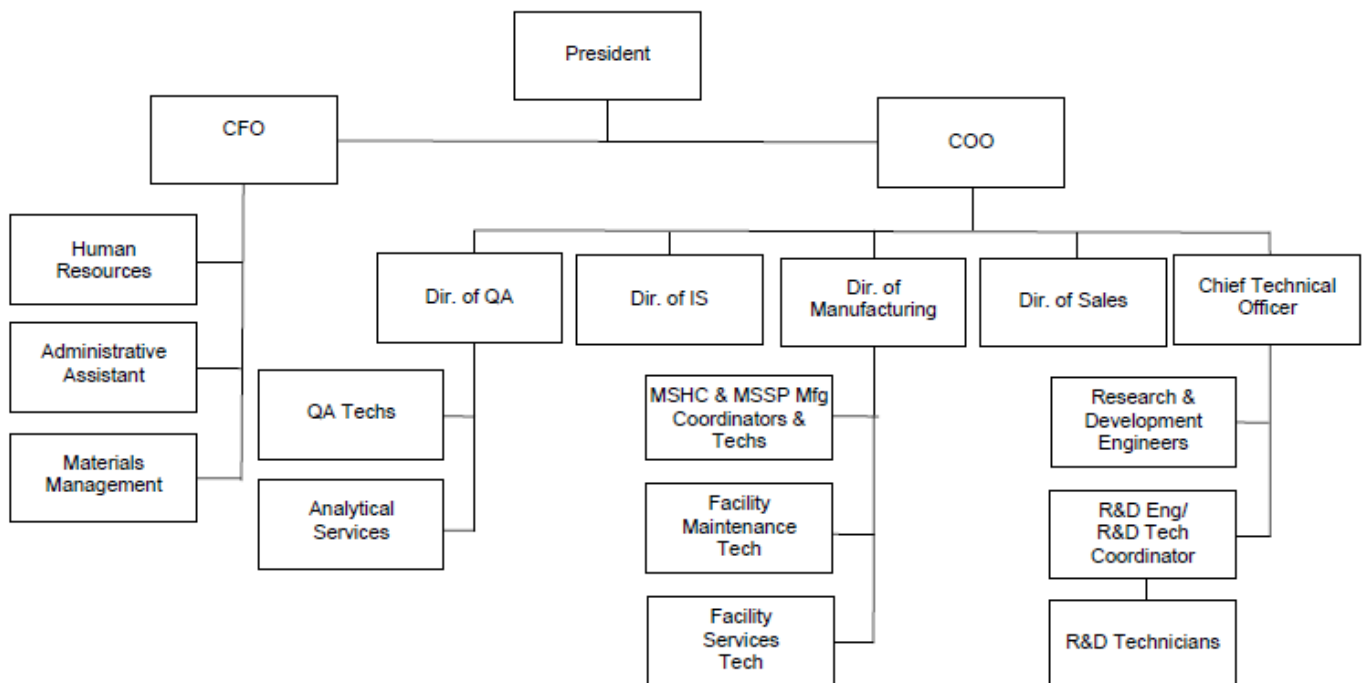 President
CFO
COO
Human
Resources
Administrative
Assistant
Materials
Management
Dir. of QA
Dir. of IS
Dir. of
Manufacturing
Dir. of Sales
Chief Technical
Officer
QA Techs
Analytical
Services
MSHC & MSSP Mfg
Coordinators &
Techs
Facility
Maintenance
Tech
Facility
Services
Tech
Research &
Development
Engineers
R&D Eng/
R&D Tech
Coordinator
R&D Technicians